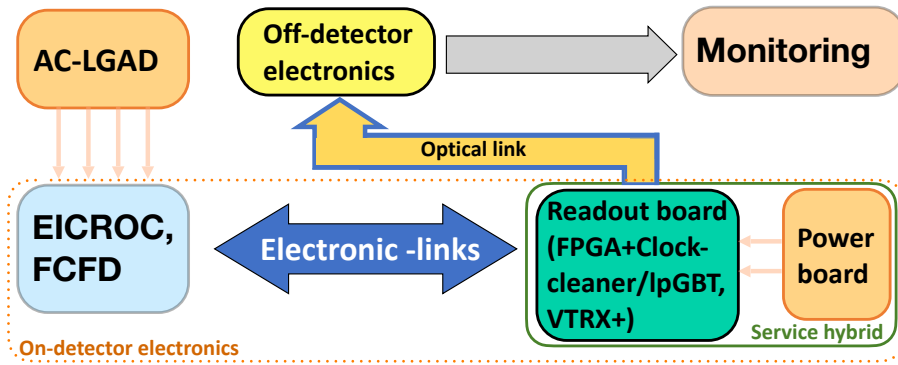 AC-LGAD
Off-detector
electronics
Monitoring
Optical link
EICROC,
FCFD
Electronic -links
Readout board
(FPGA+Clock-
cleaner/lpGBT,
VTRX+)
Power
board
Service hybrid
On-detector electronics